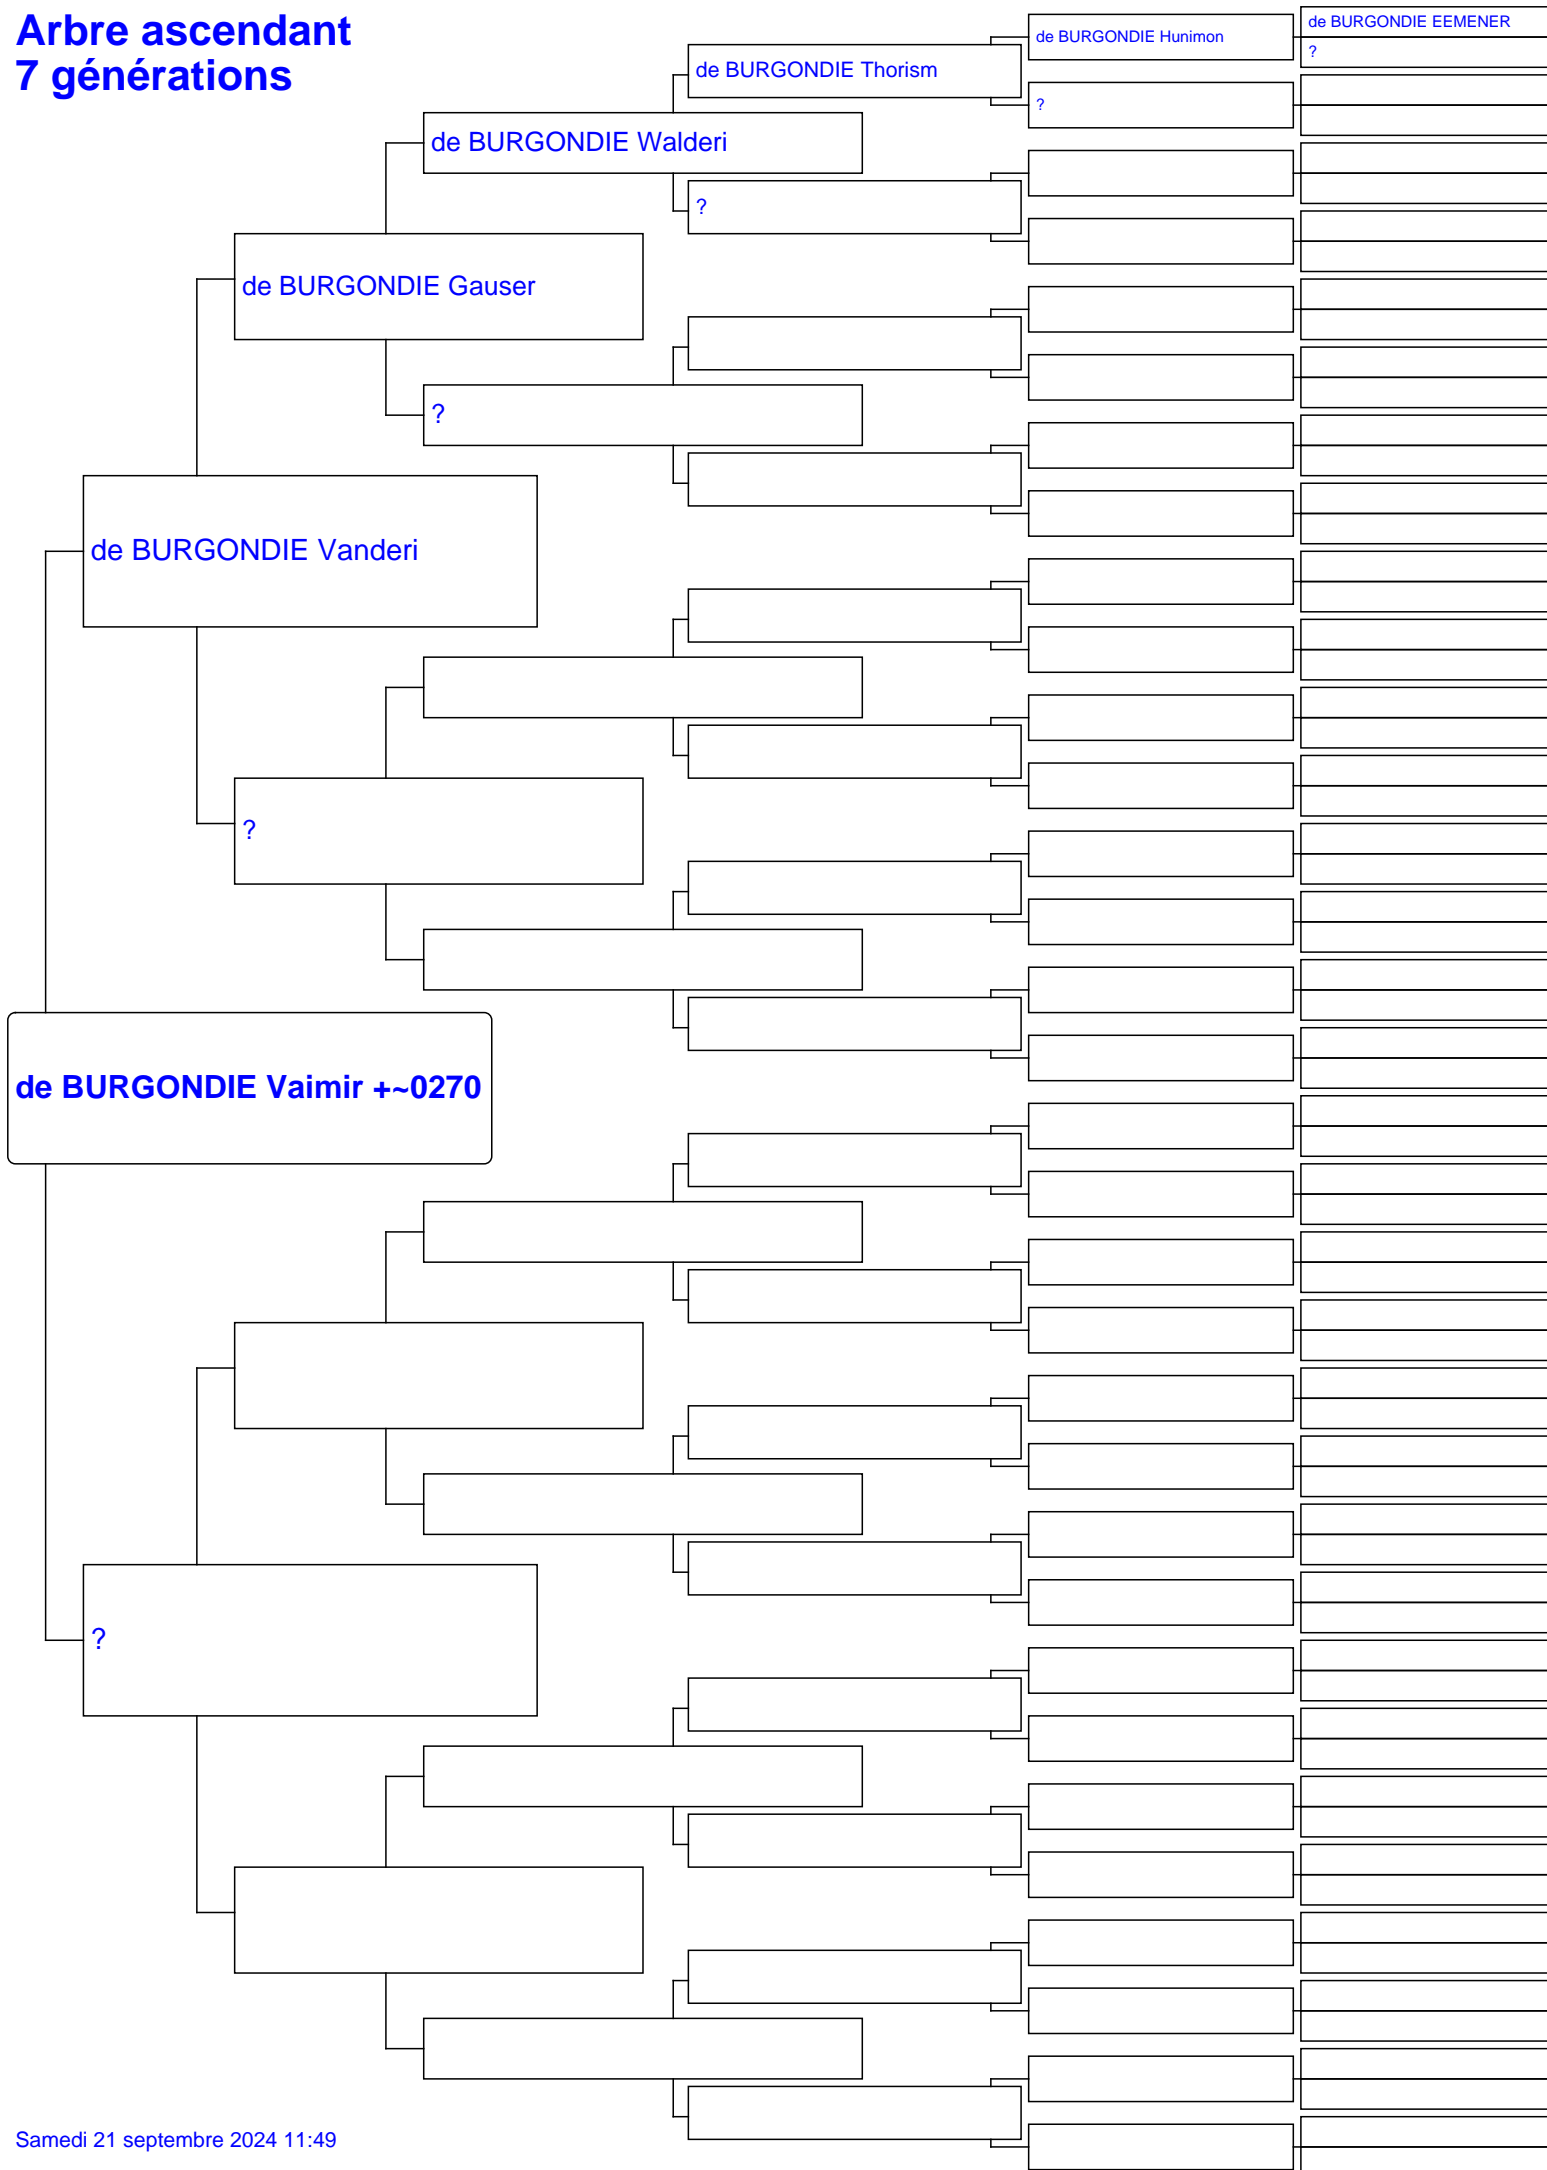 Arbre ascendant
7 générations
de BURGONDIE EEMENER
de BURGONDIE Hunimon
?
de BURGONDIE Thorism
?
de BURGONDIE Walderi
?
de BURGONDIE Gauser
?
de BURGONDIE Vanderi
?
de BURGONDIE Vaimir +~0270
?
Samedi 21 septembre 2024 11:49